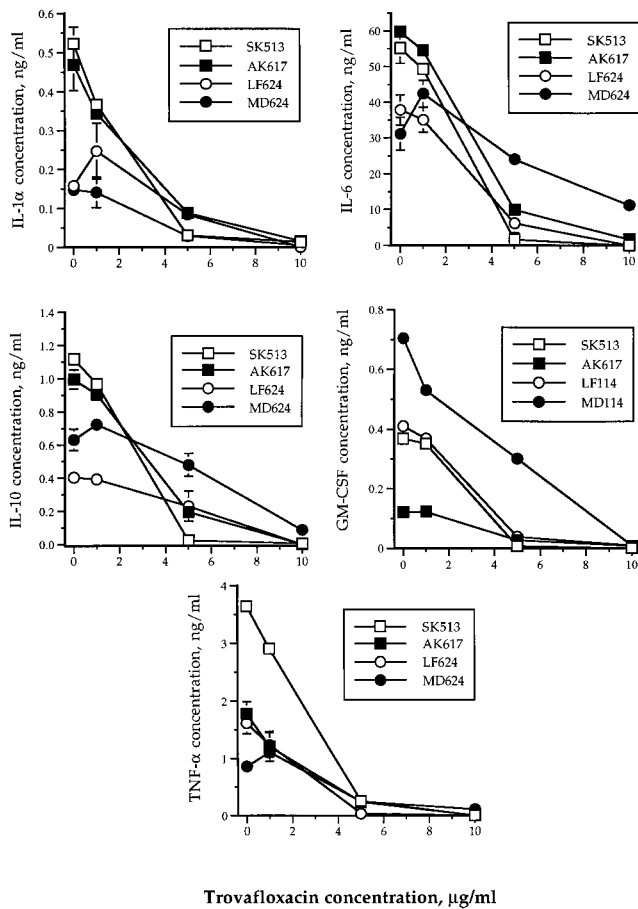 IL-1α concentration, ng/ml
0.6
0.5
0.4
0.3
0.2
0.1
0
0 2 4 6 8 10
SK513
AK617
LF624
MD624
IL-6 concentration, ng/ml
60
50
40
30
20
10
0
0 2 4 6 8 10
SK513
AK617
LF624
MD624
IL-10 concentration, ng/ml
1.4
1.2
1.0
0.8
0.6
0.4
0.2
0.0
0 2 4 6 8 10
SK513
AK617
LF624
MD624
GM-CSF concentration, ng/ml
0.8
0.6
0.4
0.2
0
0 2 4 6 8 10
SK513
AK617
LF114
MD114
TNF-α concentration, ng/ml
4
3
2
1
0
0 2 4 6 8 10
SK513
AK617
LF624
MD624
Trovafloxacin concentration, μg/ml